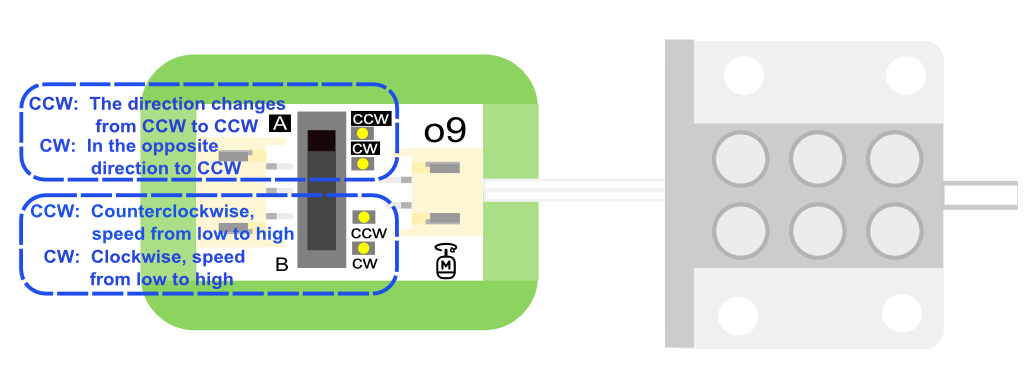 CCW: The direction changes
from CCW to CCW
CW: In the opposite
direction to CCW
A
CCW
CW
o9
CCW: Counterclockwise,
speed from low to high
CW: Clockwise, speed
from low to high
B
CCW
CW
M